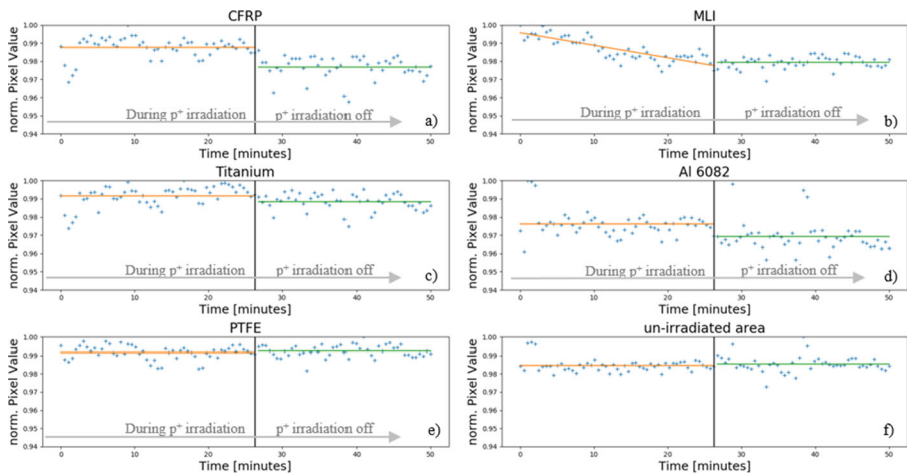 CFRP
norm. Pixel Value
1.00
0.99
0.98
0.97
0.96
0.95
0.94
During p⁺ irradiation
p⁺ irradiation off
a)
0
10
20
30
40
50
Time [minutes]
MLI
norm. Pixel Value
1.00
0.99
0.98
0.97
0.96
0.95
0.94
During p⁺ irradiation
p⁺ irradiation off
b)
0
10
20
30
40
50
Time [minutes]
Titanium
norm. Pixel Value
1.00
0.99
0.98
0.97
0.96
0.95
0.94
During p⁺ irradiation
p⁺ irradiation off
c)
0
10
20
30
40
50
Time [minutes]
Al 6082
norm. Pixel Value
1.00
0.99
0.98
0.97
0.96
0.95
0.94
During p⁺ irradiation
p⁺ irradiation off
d)
0
10
20
30
40
50
Time [minutes]
PTFE
norm. Pixel Value
1.00
0.99
0.98
0.97
0.96
0.95
0.94
During p⁺ irradiation
p⁺ irradiation off
e)
0
10
20
30
40
50
Time [minutes]
un-irradiated area
norm. Pixel Value
1.00
0.99
0.98
0.97
0.96
0.95
0.94
f)
0
10
20
30
40
50
Time [minutes]